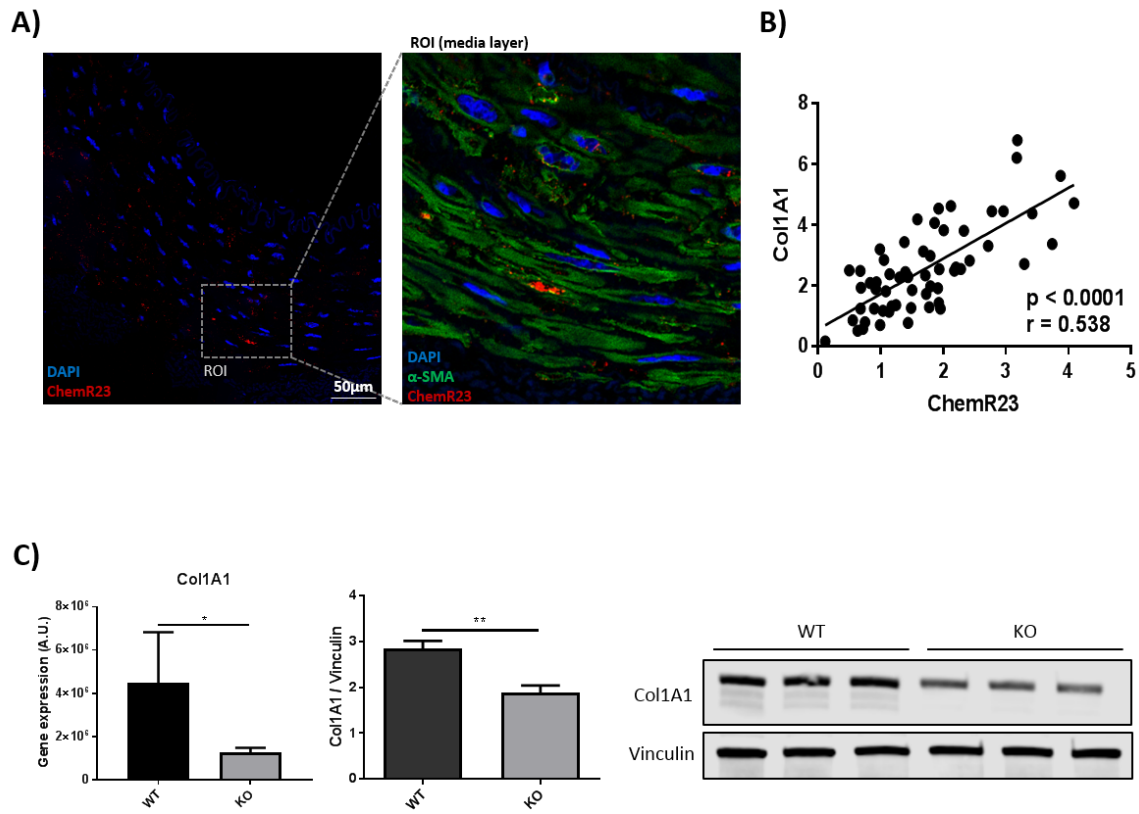 A)
ROI (media layer)
DAPI
ChemR23
ROI
50µm
DAPI
α-SMA
ChemR23
B)
Col1A1
8
6
4
2
0
p < 0.0001
r = 0.538
0 1 2 3 4 5
ChemR23
C)
Col1A1
Gene expression (A.U.)
8×10⁶
6×10⁶
4×10⁶
2×10⁶
0
*
WT KO
Col1A1 / Vinculin
4
3
2
1
0
**
WT KO
WT KO
Col1A1
Vinculin